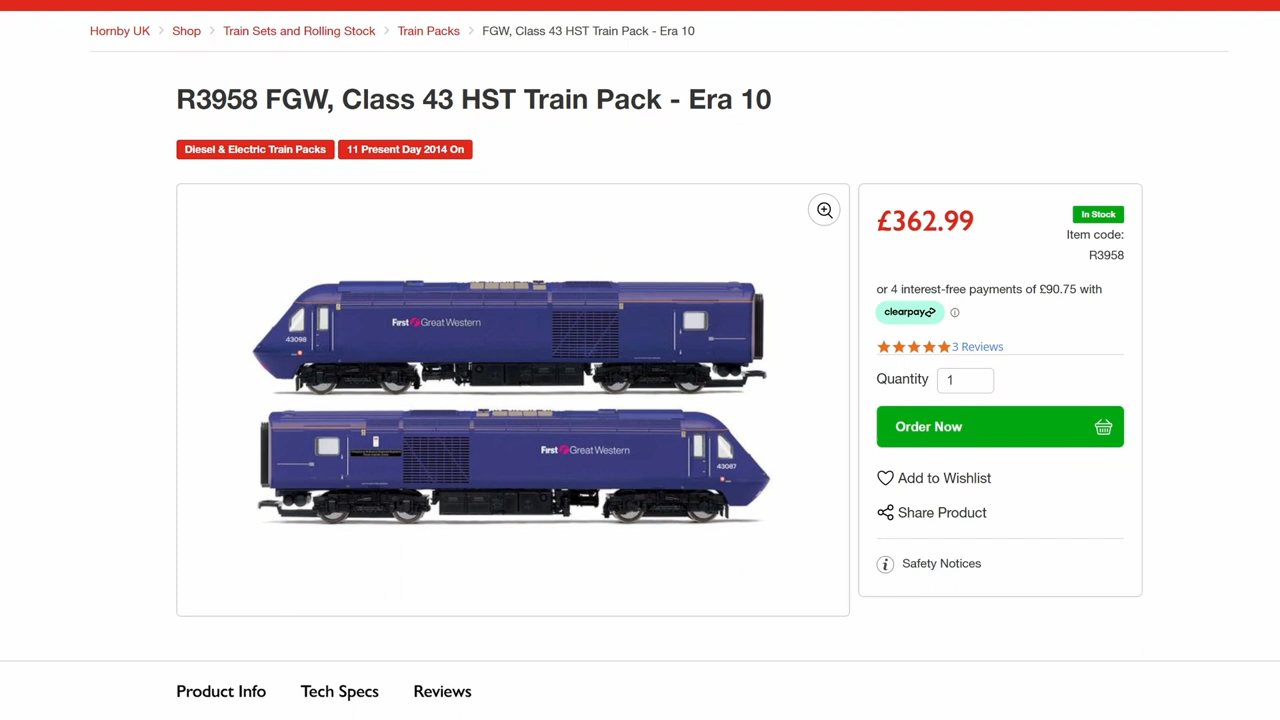 Hornby UK > Shop > Train Sets and Rolling Stock > Train Packs > FGW, Class 43 HST Train Pack - Era 10
R3958 FGW, Class 43 HST Train Pack - Era 10
Diesel & Electric Train Packs 11 Present Day 2014 On
£362.99
In Stock
Item code:
R3958
or 4 interest-free payments of £90.75 with
clearpay
3 Reviews
Quantity 1
Order Now
Add to Wishlist
Share Product
Safety Notices
First Great Western
43098
First Great Western
43087
Product Info Tech Specs Reviews